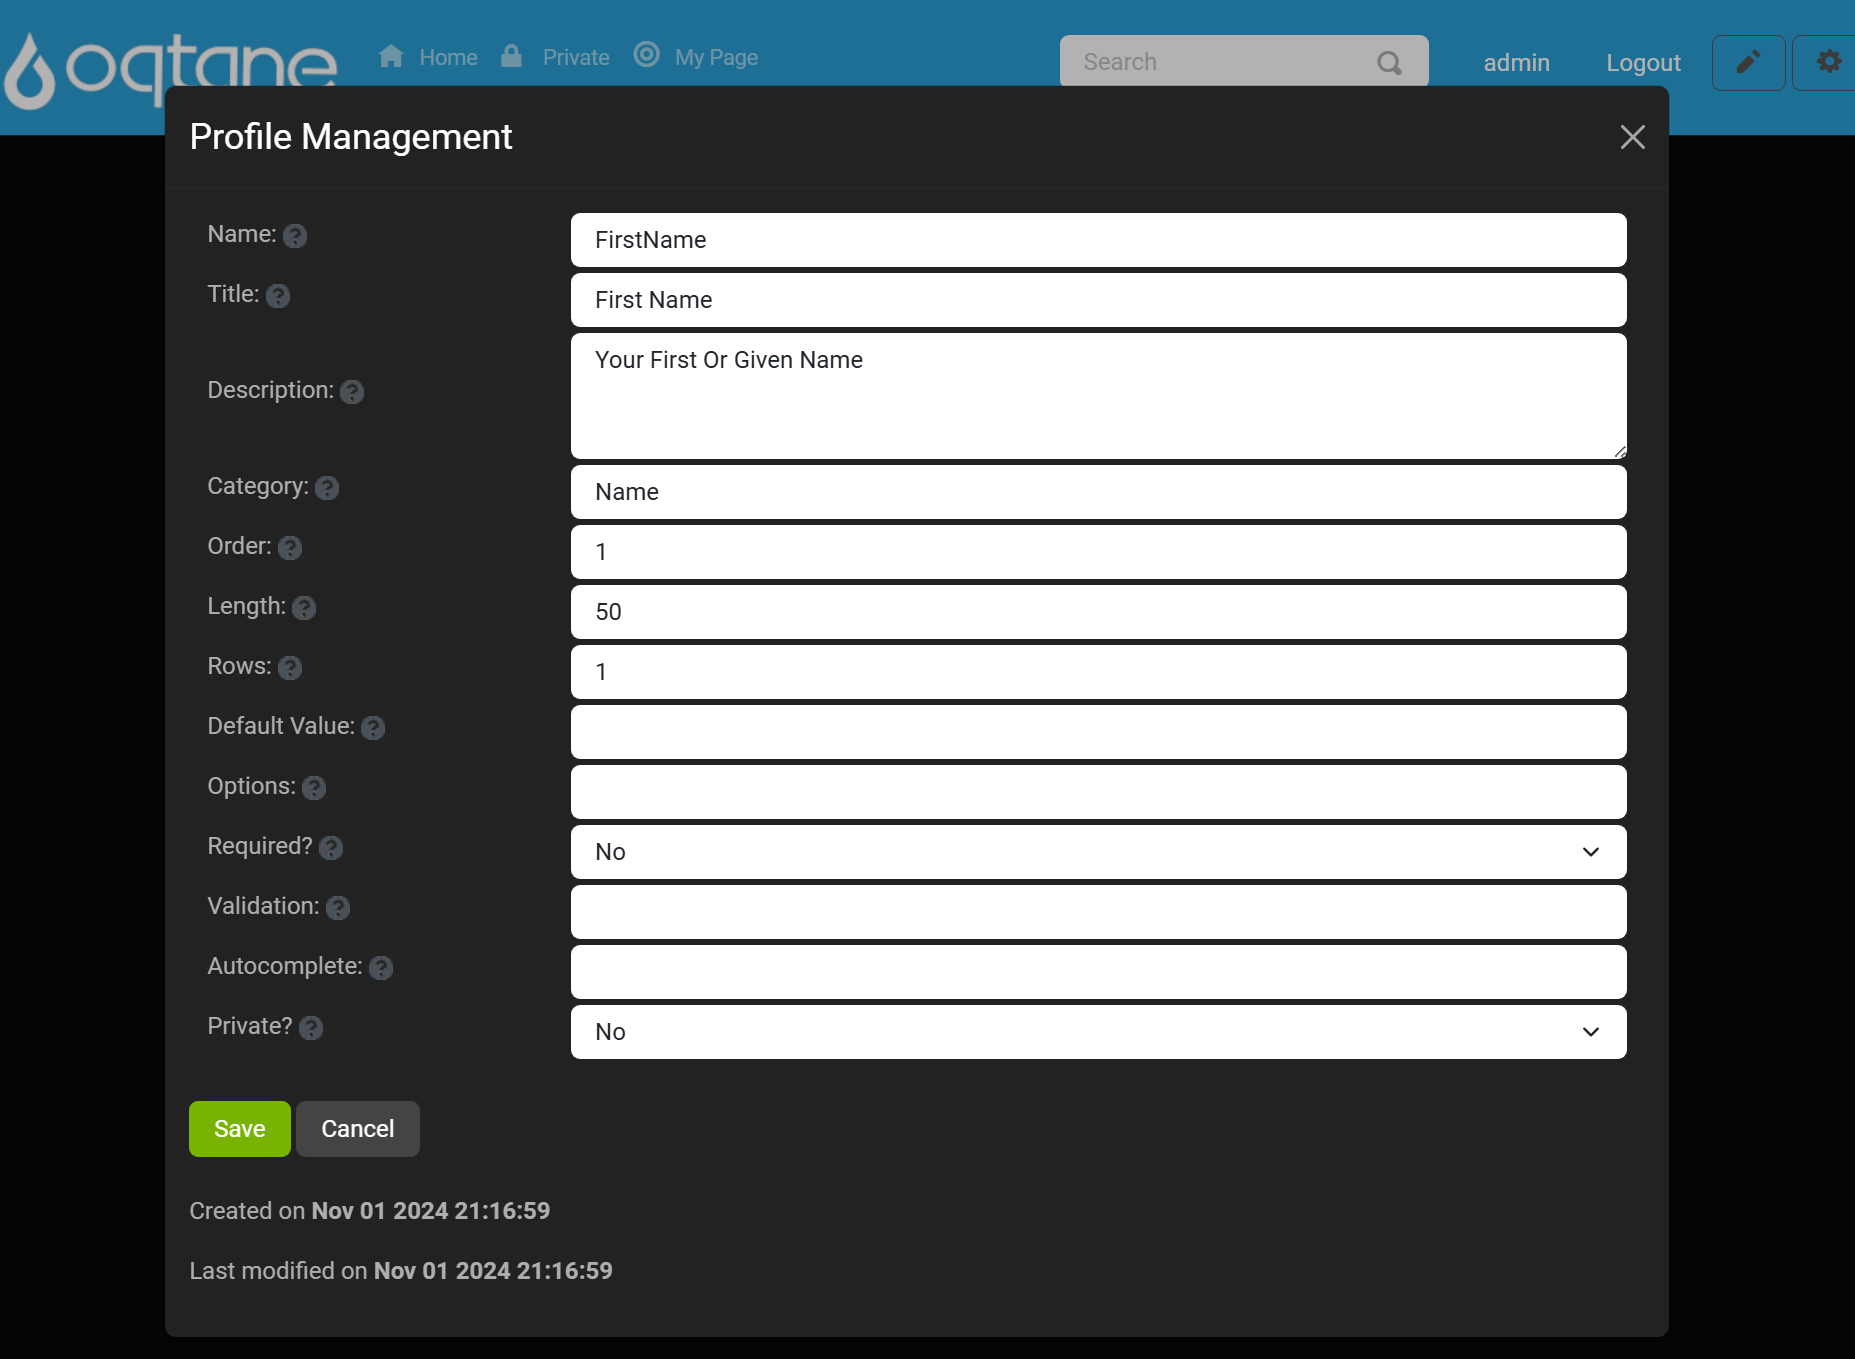 oqtane Home Private My Page Search admin Logout
Profile Management
Name: FirstName
Title: First Name
Description: Your First Or Given Name
Category: Name
Order: 1
Length: 50
Rows: 1
Default Value:
Options:
Required? No
Validation:
Autocomplete:
Private? No
Save Cancel
Created on Nov 01 2024 21:16:59
Last modified on Nov 01 2024 21:16:59